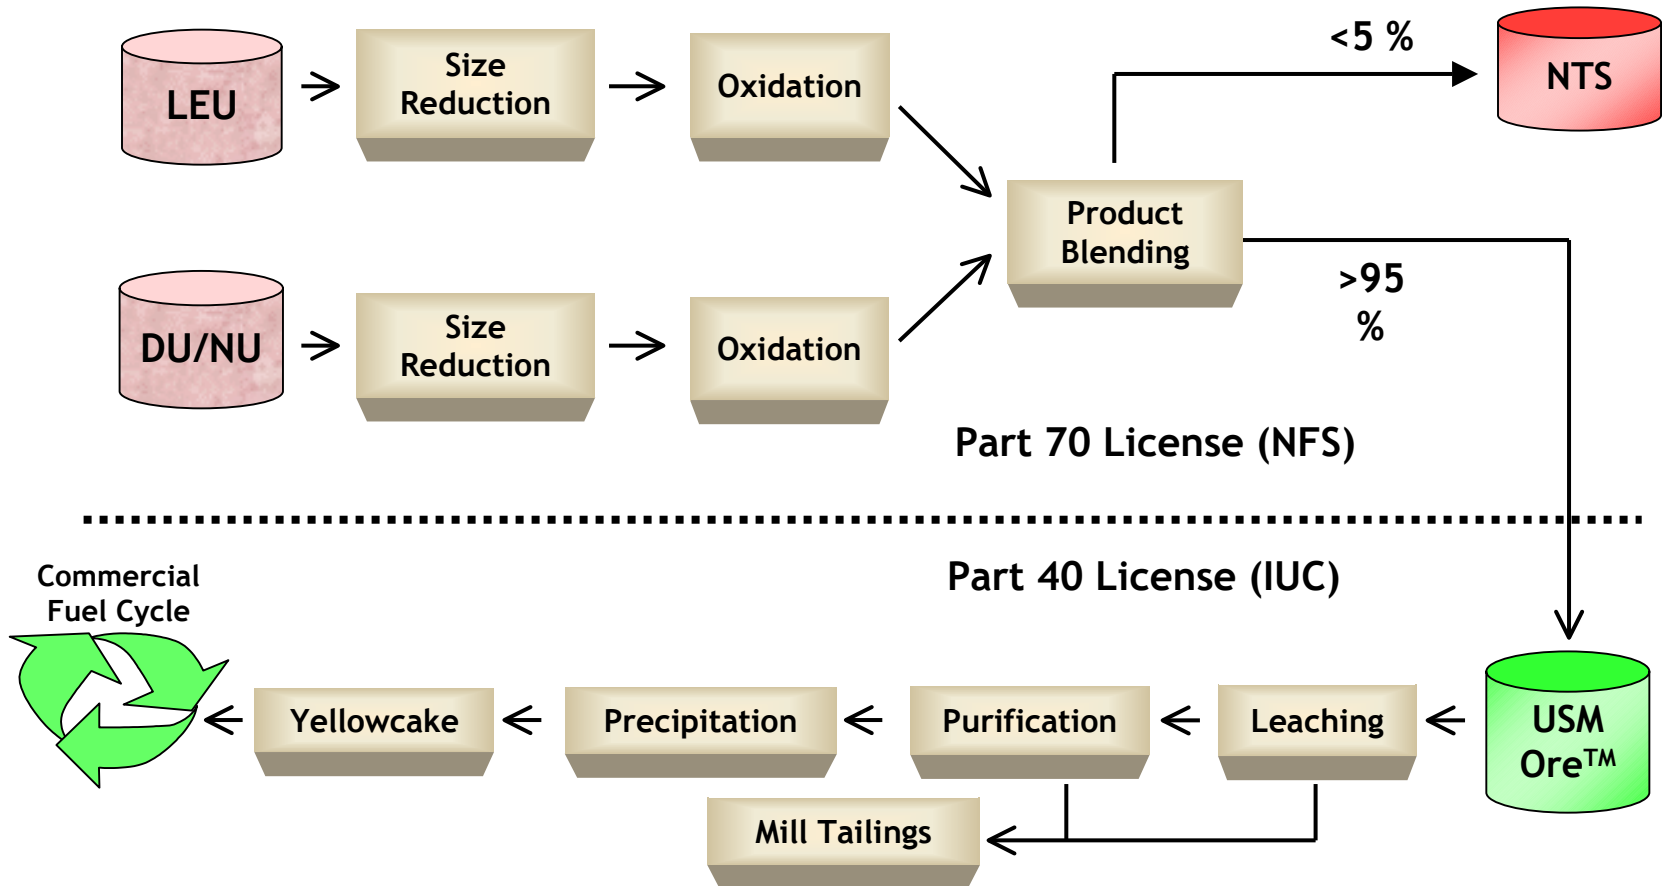 LEU
Size
Reduction
Oxidation
<5 %
NTS
Product
Blending
>95
%
DU/NU
Size
Reduction
Oxidation
Part 70 License (NFS)
Part 40 License (IUC)
Commercial
Fuel Cycle
Yellowcake
Precipitation
Purification
Leaching
USM
Ore™
Mill Tailings